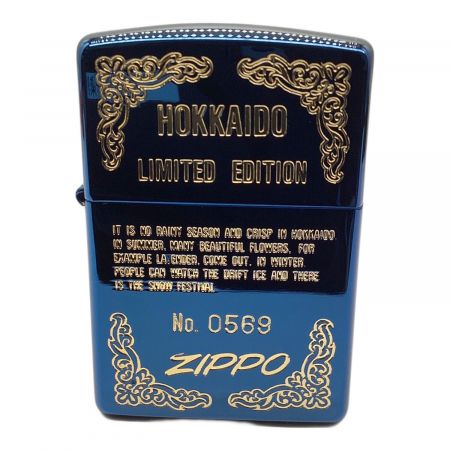 HOKKAIDO
LIMITED EDITION
IT IS NO RAINY SEASON AND CRISP IN HOKKAIDO
IN SUMMER. MANY BEAUTIFUL FLOWERS, FOR
EXAMPLE LA ENDER, COME OUT. IN WINTER,
PEOPLE CAN WATCH THE DRIFT ICE AND THERE
IS THE SNOW FESTIVAL
No. 0569
ZIPPO